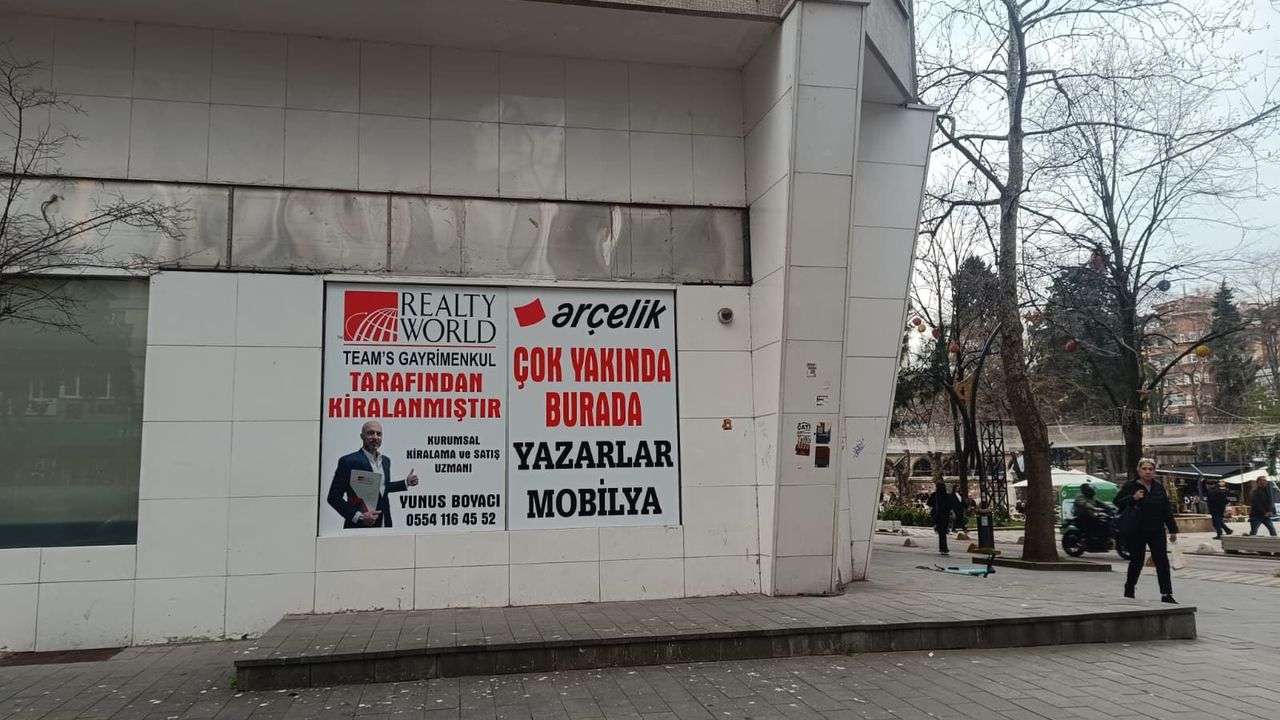 REALTY
WORLD
TEAM'S GAYRİMENKUL
TARAFINDAN
KİRALANMIŞTIR
KURUMSAL
KİRALAMA ve SATIŞ
UZMANI
YUNUS BOYACI
0554 116 45 52
arçelik
ÇOK YAKINDA
BURADA
YAZARLAR
MOBİLYA